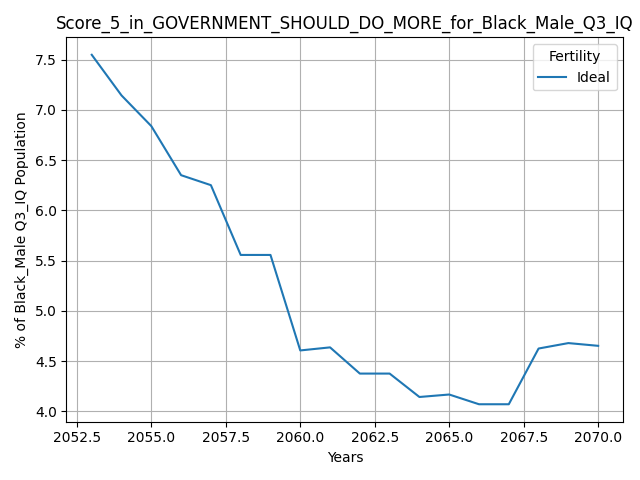 Score_5_in_GOVERNMENT_SHOULD_DO_MORE_for_Black_Male_Q3_IQ
Fertility
Ideal
% of Black_Male Q3_IQ Population
7.5
7.0
6.5
6.0
5.5
5.0
4.5
4.0
2052.5 2055.0 2057.5 2060.0 2062.5 2065.0 2067.5 2070.0
Years